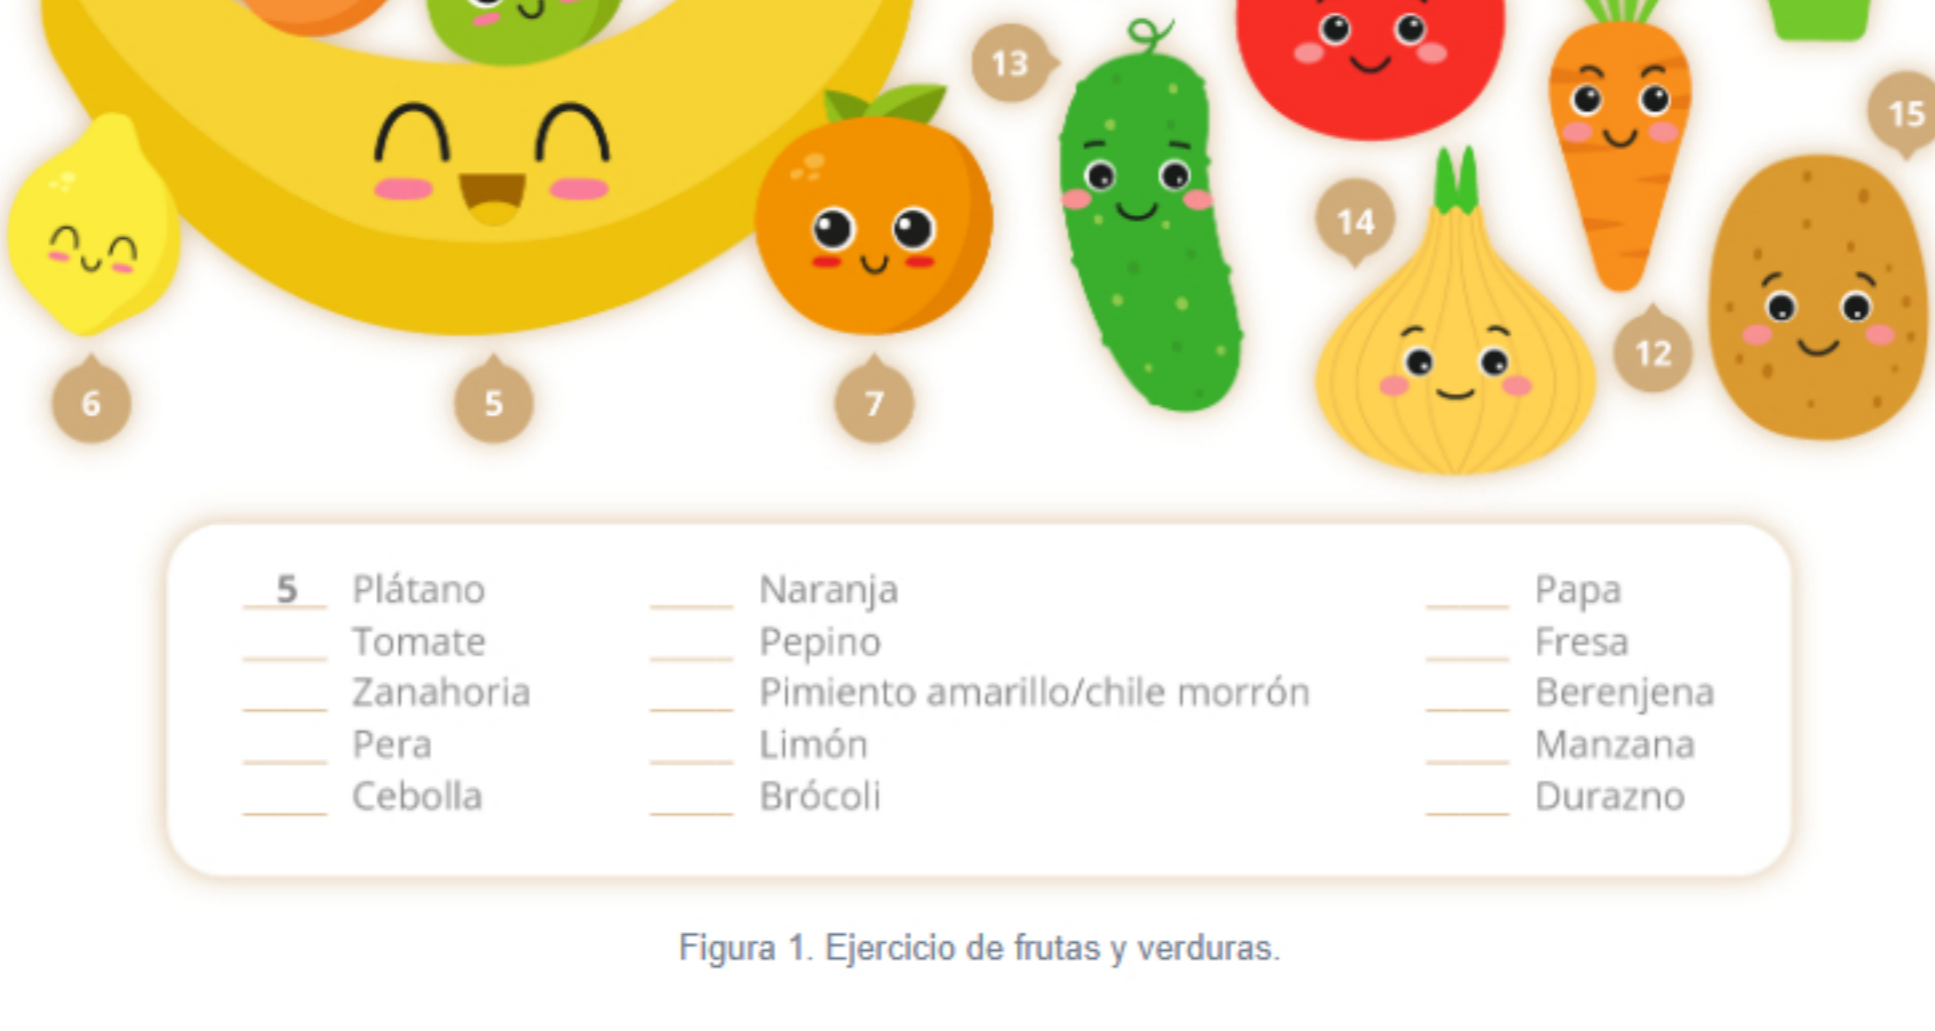 13
15
14
12
6
5
7
5 Plátano
Tomate
Zanahoria
Pera
Cebolla
Naranja
Pepino
Pimiento amarillo/chile morrón
Limón
Brócoli
Papa
Fresa
Berenjena
Manzana
Durazno
Figura 1. Ejercicio de frutas y verduras.